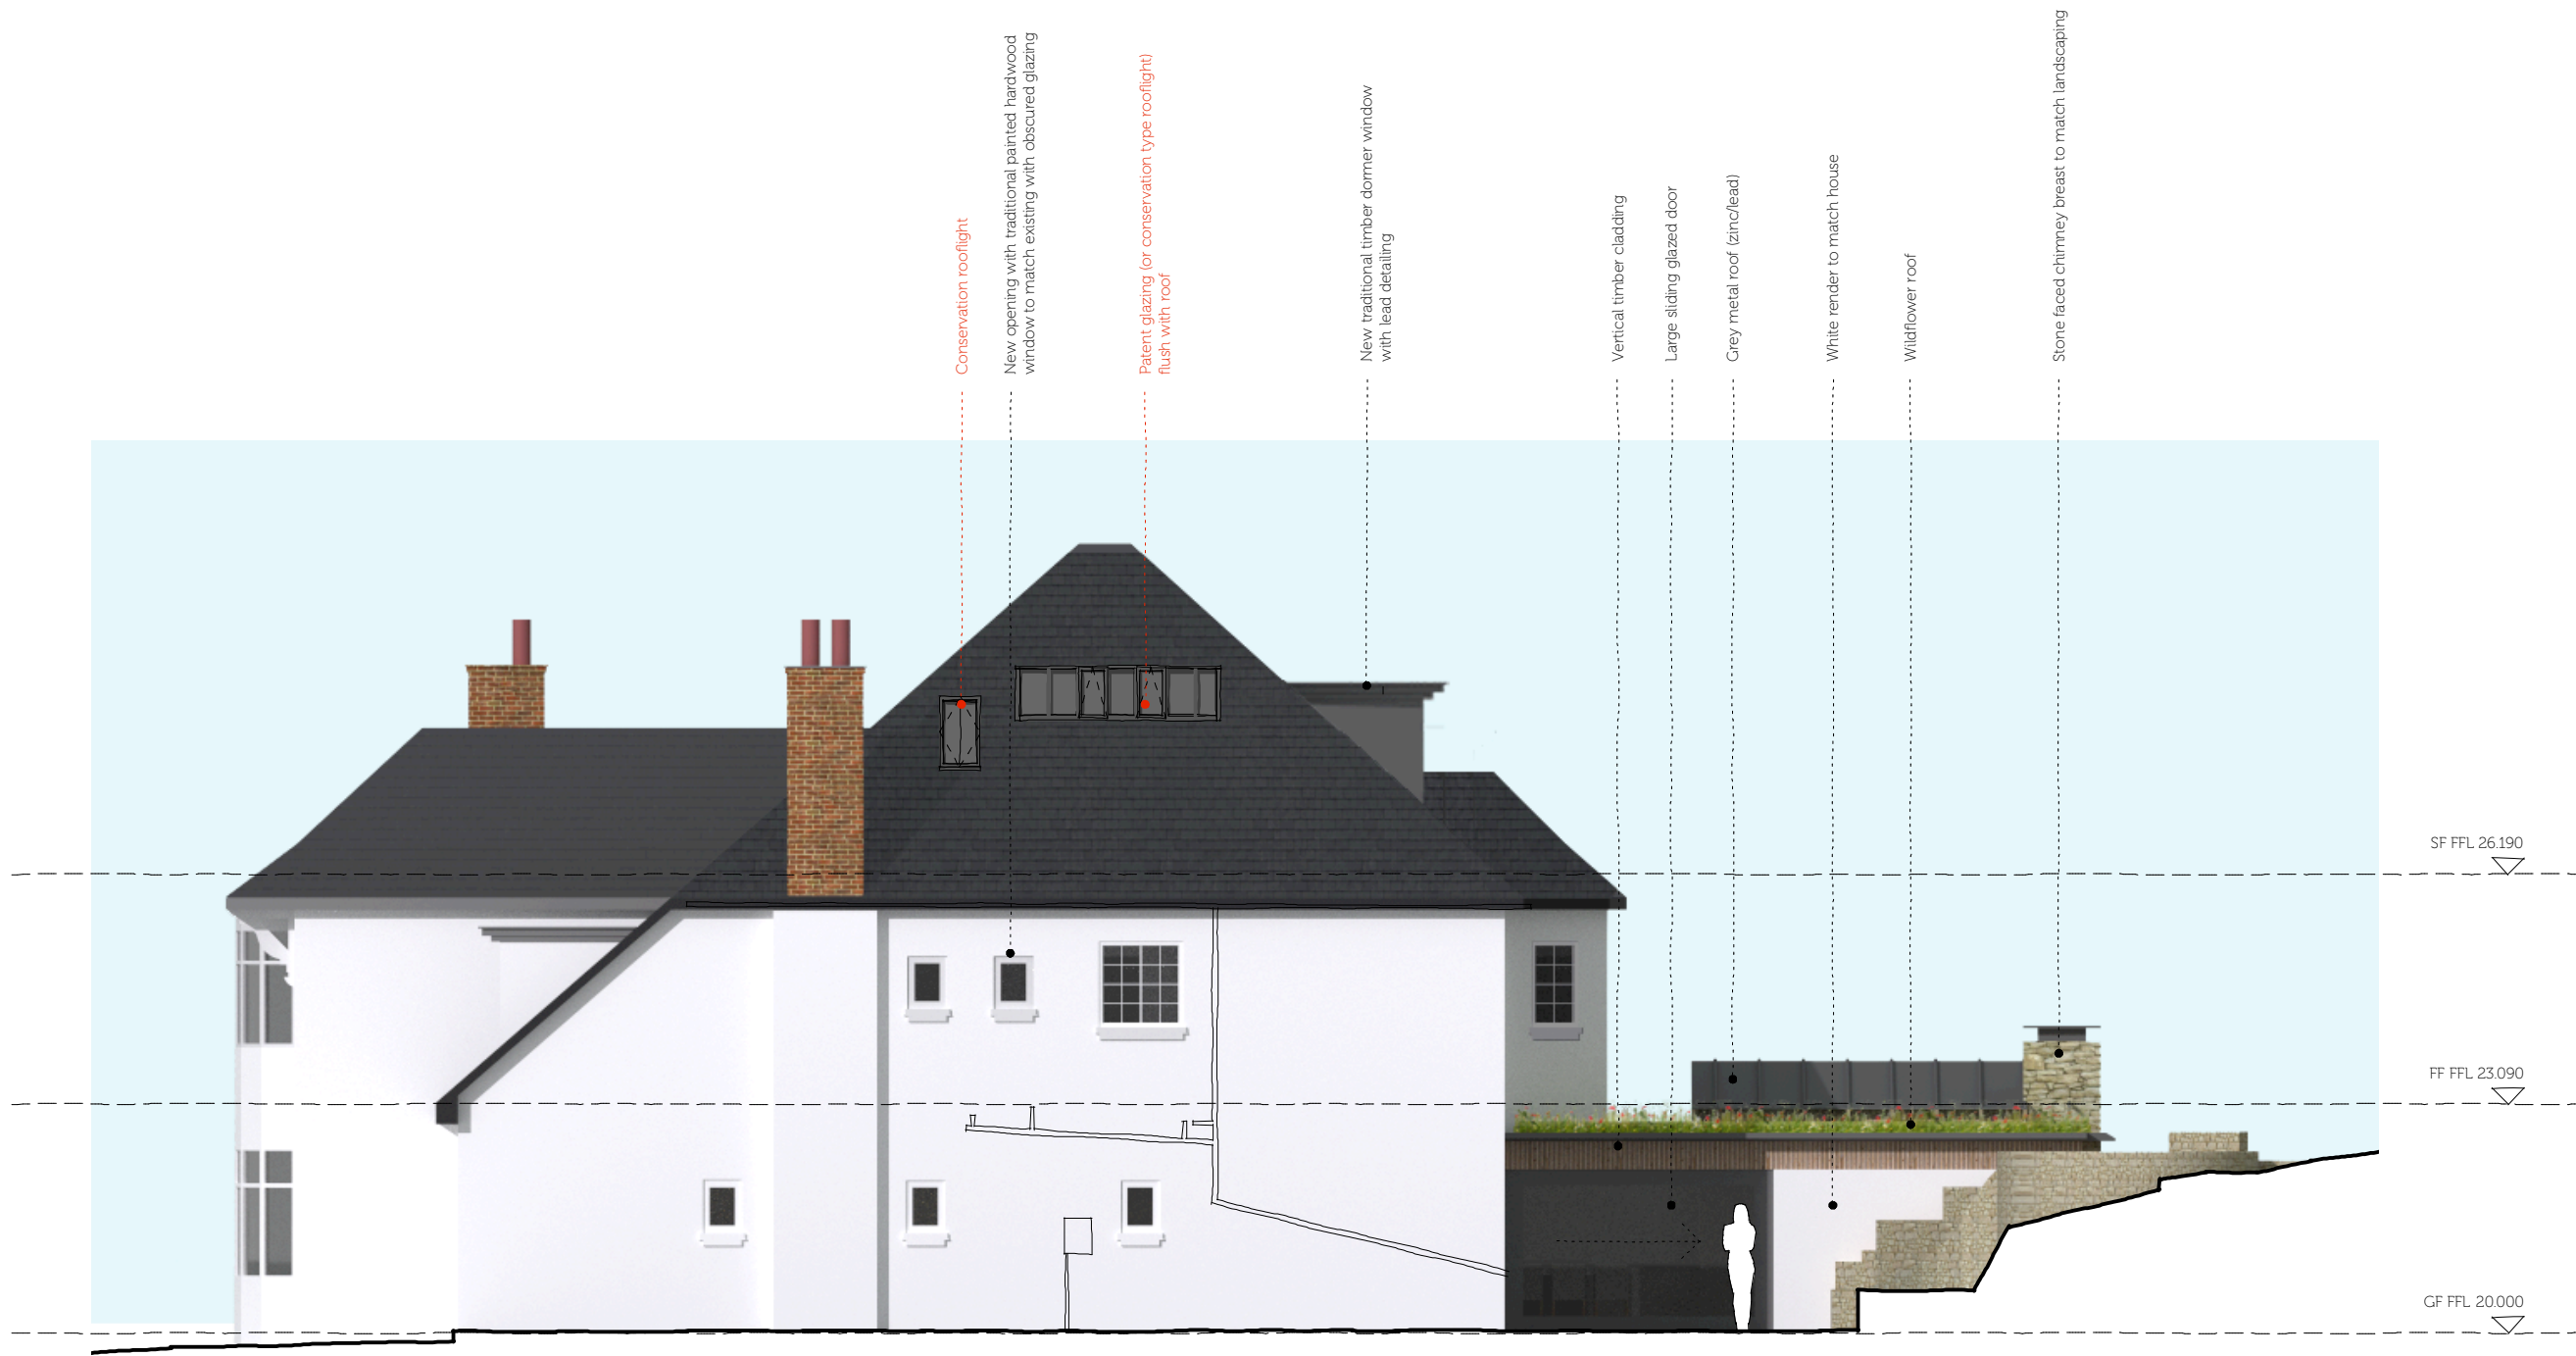 Conservation rooflight
New opening with traditional painted hardwood
window to match existing with obscured glazing
Patent glazing (or conservation type rooflight)
flush with roof
New traditional timber dormer window
with lead detailing
Vertical timber cladding
Large sliding glazed door
Grey metal roof (zinc/lead)
White render to match house
Wildflower roof
Stone faced chimney breast to match landscaping
SF FFL 26.190
FF FFL 23.090
GF FFL 20.000